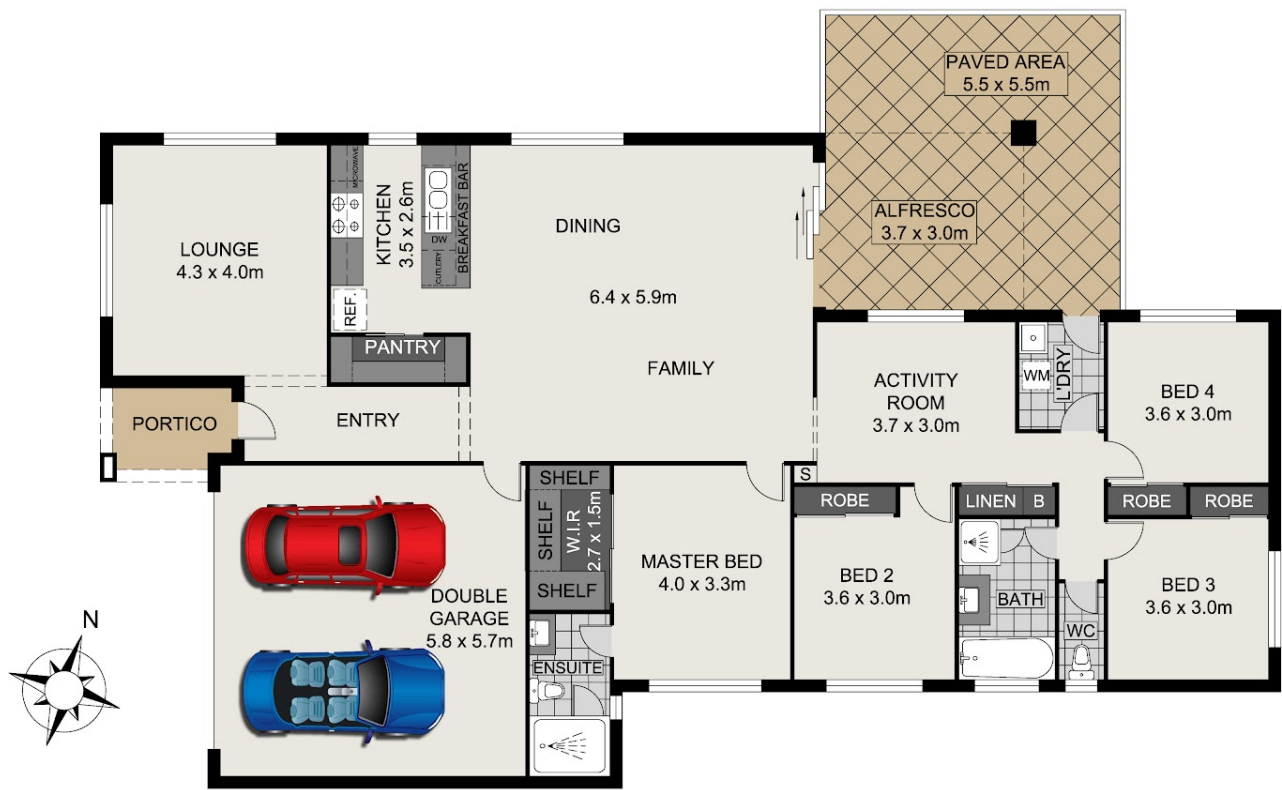 PAVED AREA
5.5 x 5.5m
ALFRESCO
3.7 x 3.0m
LOUNGE
4.3 x 4.0m
MICROWAVE
KITCHEN
3.5 x 2.6m
DW
CUTLERY
BREAKFAST BAR
REF.
PANTRY
DINING
6.4 x 5.9m
FAMILY
PORTICO
ENTRY
ACTIVITY
ROOM
3.7 x 3.0m
WM
L'DRY
BED 4
3.6 x 3.0m
S
ROBE
LINEN
B
ROBE
ROBE
SHELF
SHELF
W.I.R
2.7 x 1.5m
SHELF
MASTER BED
4.0 x 3.3m
BED 2
3.6 x 3.0m
BATH
WC
BED 3
3.6 x 3.0m
DOUBLE
GARAGE
5.8 x 5.7m
ENSUITE
N